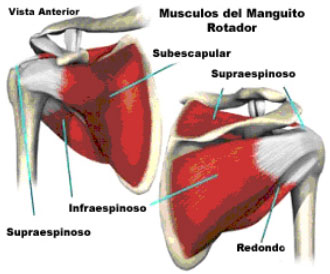 Vista Anterior
Musculos del Manguito
Rotador
Subescapular
Supraespinoso
Infraespinoso
Supraespinoso
Redondo